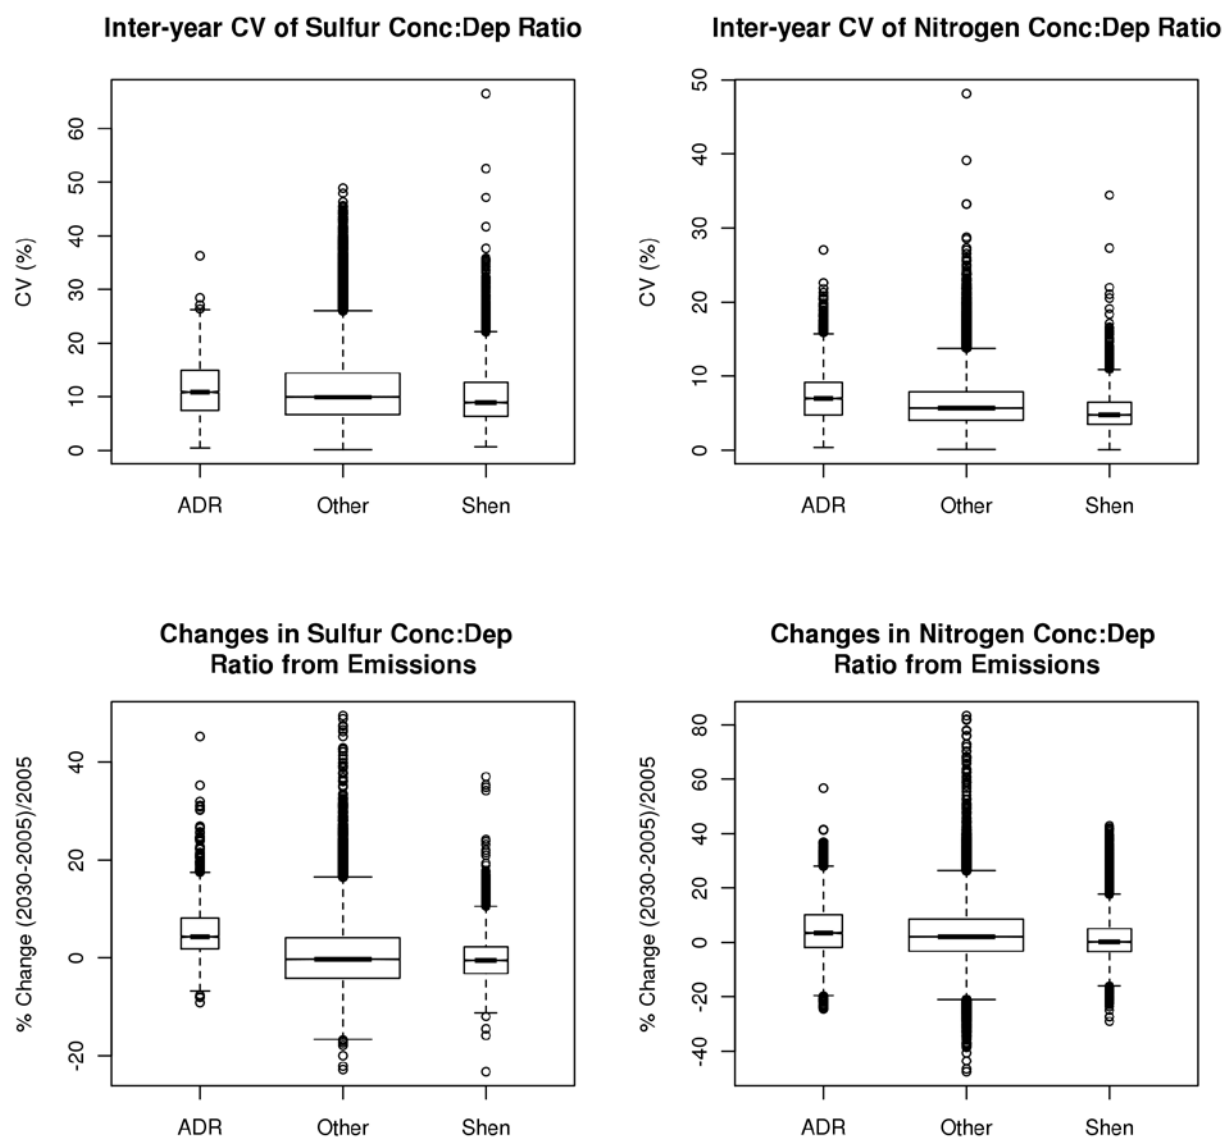 Inter-year CV of Sulfur Conc:Dep Ratio
CV (%)
60
50
40
30
20
10
0
ADR Other Shen
Inter-year CV of Nitrogen Conc:Dep Ratio
CV (%)
50
40
30
20
10
0
ADR Other Shen
Changes in Sulfur Conc:Dep
Ratio from Emissions
% Change (2030-2005)/2005
40
20
0
-20
ADR Other Shen
Changes in Nitrogen Conc:Dep
Ratio from Emissions
% Change (2030-2005)/2005
80
60
40
20
0
-20
-40
ADR Other Shen